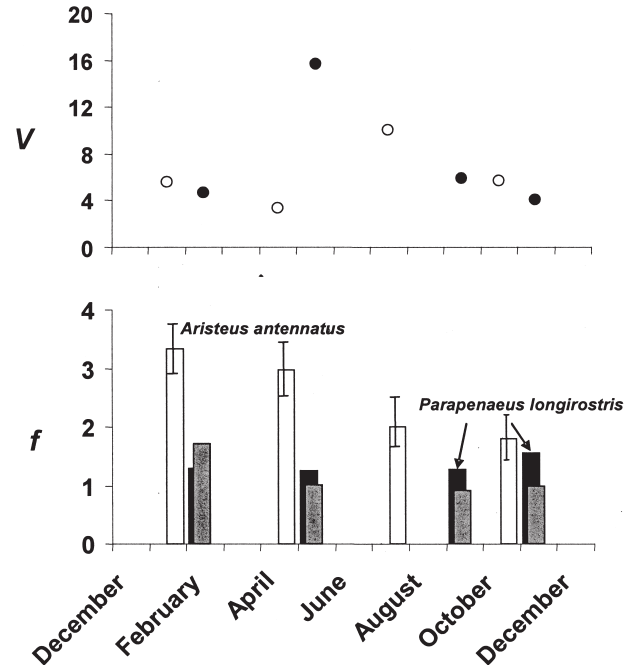 20
16
V
12
8
4
0
4
Aristeus antennatus
3
Parapenaeus longirostris
f
2
1
0
December
February
April
June
August
October
December